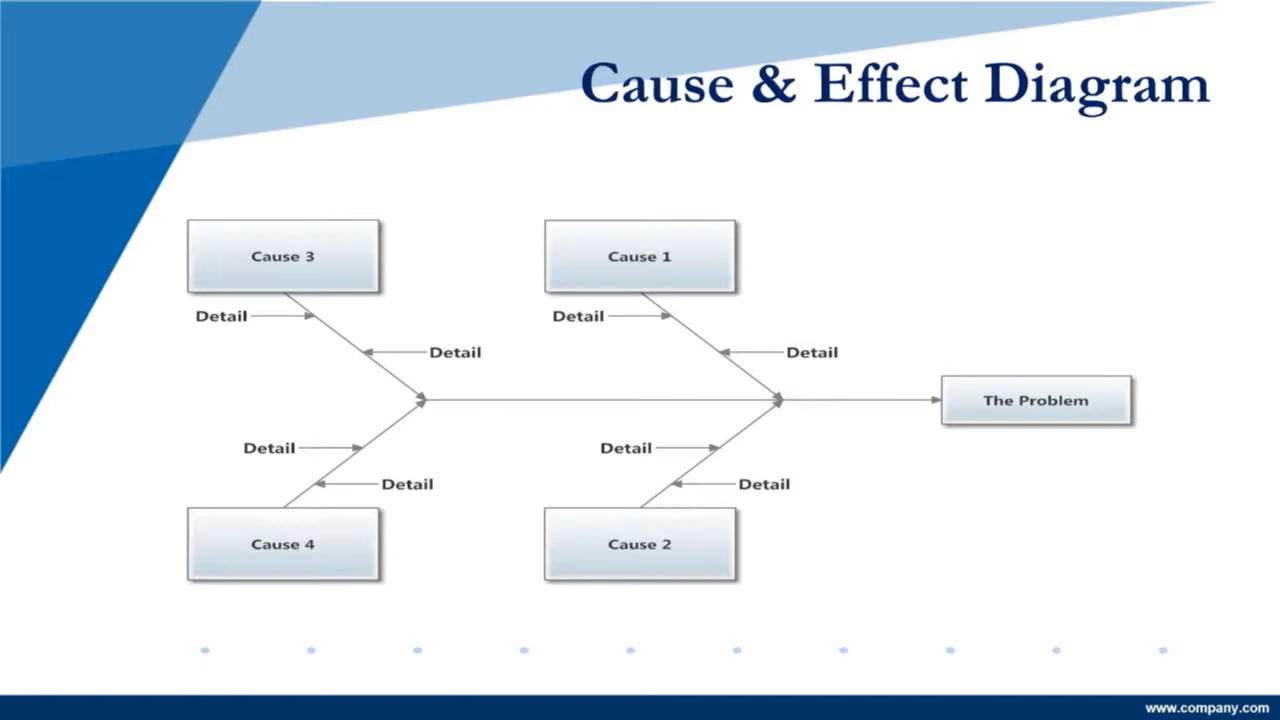 Cause & Effect Diagram
Cause 3
Cause 1
Detail
Detail
Detail
Detail
The Problem
Detail
Detail
Detail
Detail
Cause 4
Cause 2
www.company.com